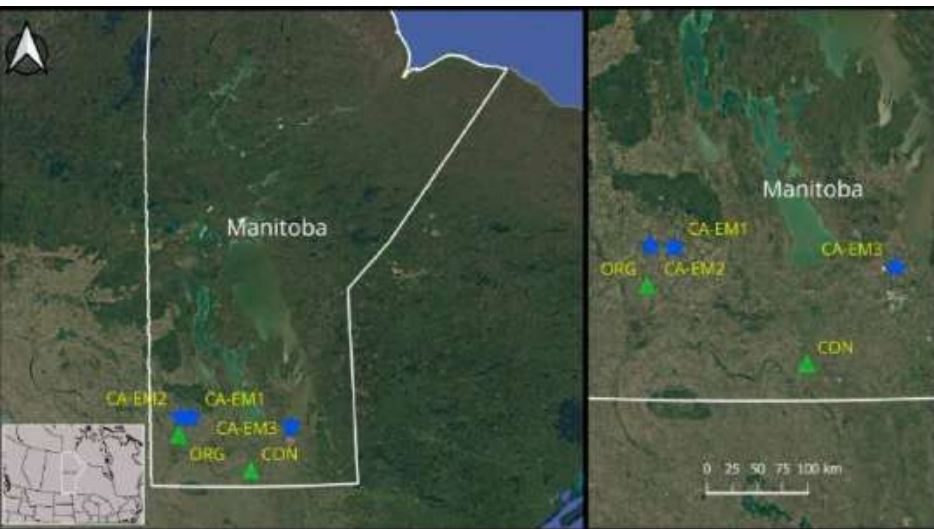 Manitoba
CA-EM2 CA-EM1
CA-EM3
ORG CON
Manitoba
CA-EM1
CA-EM3
ORG CA-EM2
CON
0 25 50 75 100 km